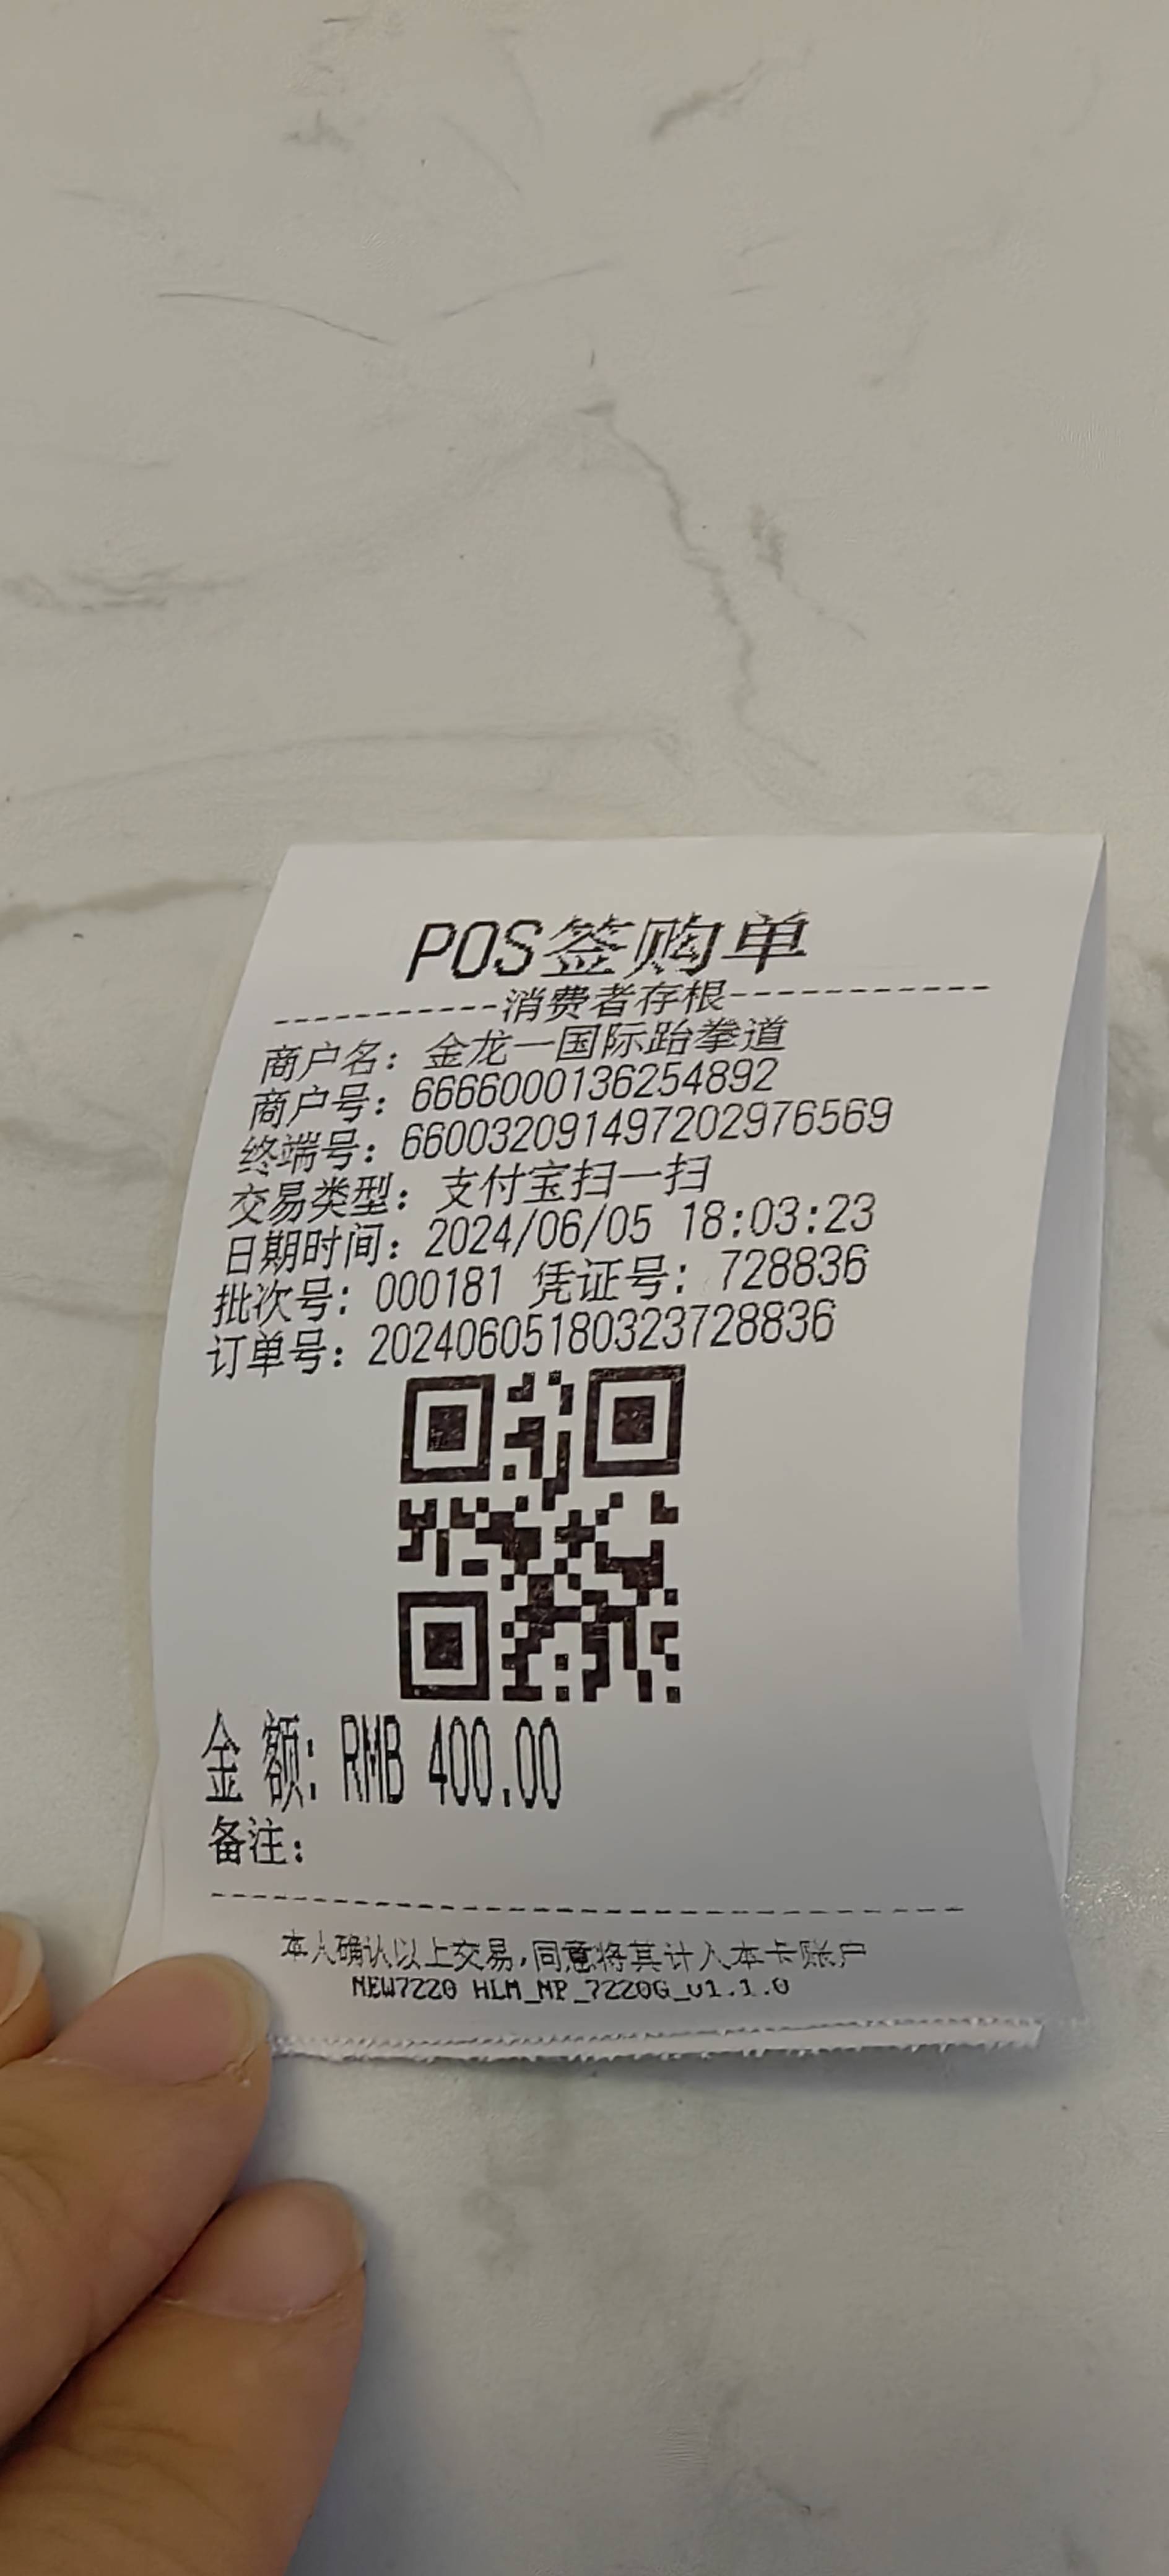 POS签购单
-----------消费者存根-------------
商户名: 金龙一国际跆拳道
商户号: 6666000136254892
终端号: 660032091497202976569
交易类型: 支付宝扫一扫
日期时间: 2024/06/05 18:03:23
批次号: 000181 凭证号: 728836
订单号: 20240605180323728836
金 额: RMB 400.00
备注:
本人确认以上交易,同意将其计入本卡账户
NEW7220 HLM_MP_7220G_v1.1.0